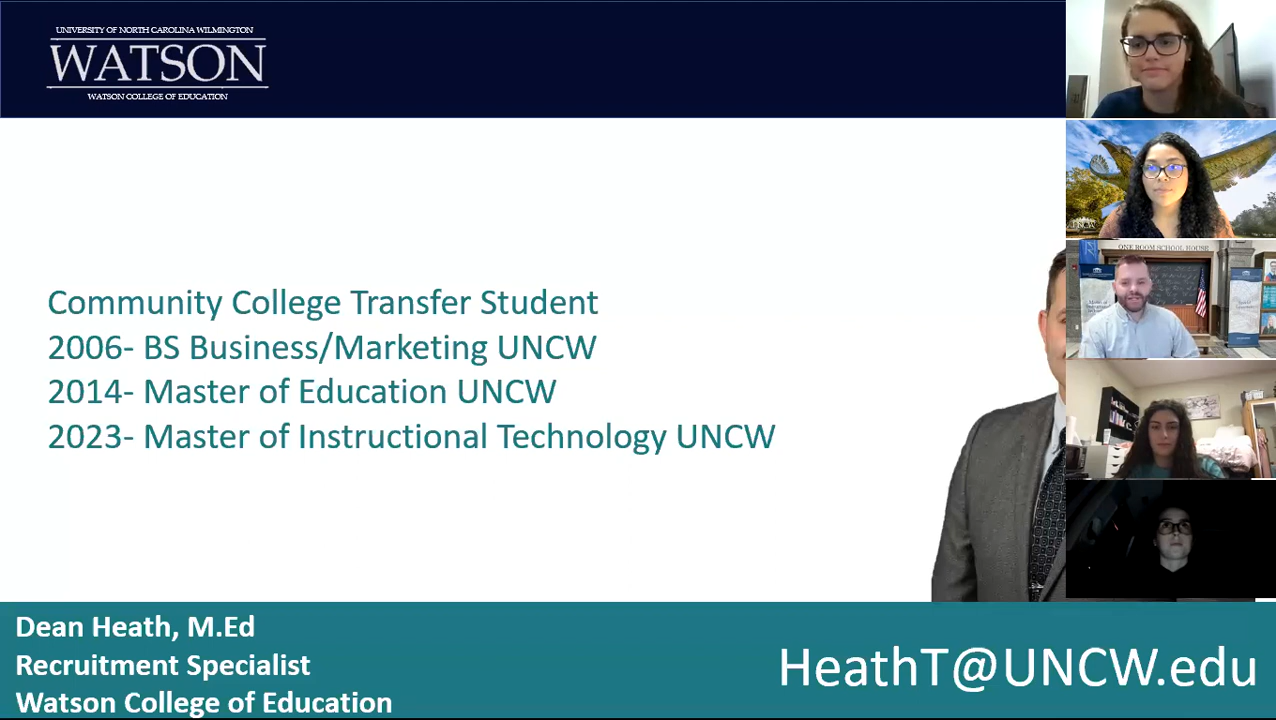 UNIVERSITY OF NORTH CAROLINA WILMINGTON
WATSON
WATSON COLLEGE OF EDUCATION
Community College Transfer Student
2006- BS Business/Marketing UNCW
2014- Master of Education UNCW
2023- Master of Instructional Technology UNCW
Dean Heath, M.Ed
Recruitment Specialist
Watson College of Education
HeathT@UNCW.edu
UNCW
ONE ROOM SCHOOL HOUSE